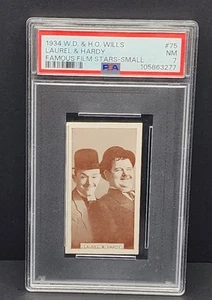 1934 W.D. & H.O. WILLS #75
LAUREL & HARDY NM
FAMOUS FILM STARS-SMALL 7
PSA 105863277
LAUREL & HARDY